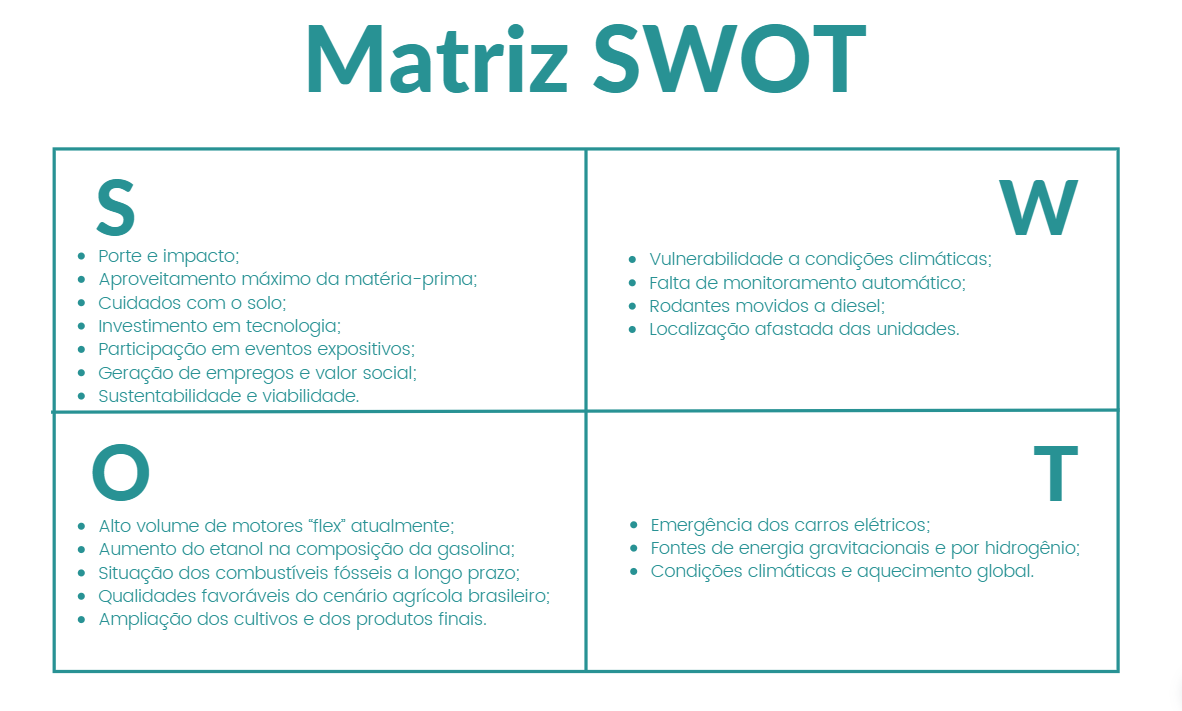 Matriz SWOT
S
• Porte e impacto;
• Aproveitamento máximo da matéria-prima;
• Cuidados com o solo;
• Investimento em tecnologia;
• Participação em eventos expositivos;
• Geração de empregos e valor social;
• Sustentabilidade e viabilidade.
W
• Vulnerabilidade a condições climáticas;
• Falta de monitoramento automático;
• Rodantes movidos a diesel;
• Localização afastada das unidades.
O
• Alto volume de motores “flex” atualmente;
• Aumento do etanol na composição da gasolina;
• Situação dos combustíveis fósseis a longo prazo;
• Qualidades favoráveis do cenário agrícola brasileiro;
• Ampliação dos cultivos e dos produtos finais.
T
• Emergência dos carros elétricos;
• Fontes de energia gravitacionais e por hidrogênio;
• Condições climáticas e aquecimento global.